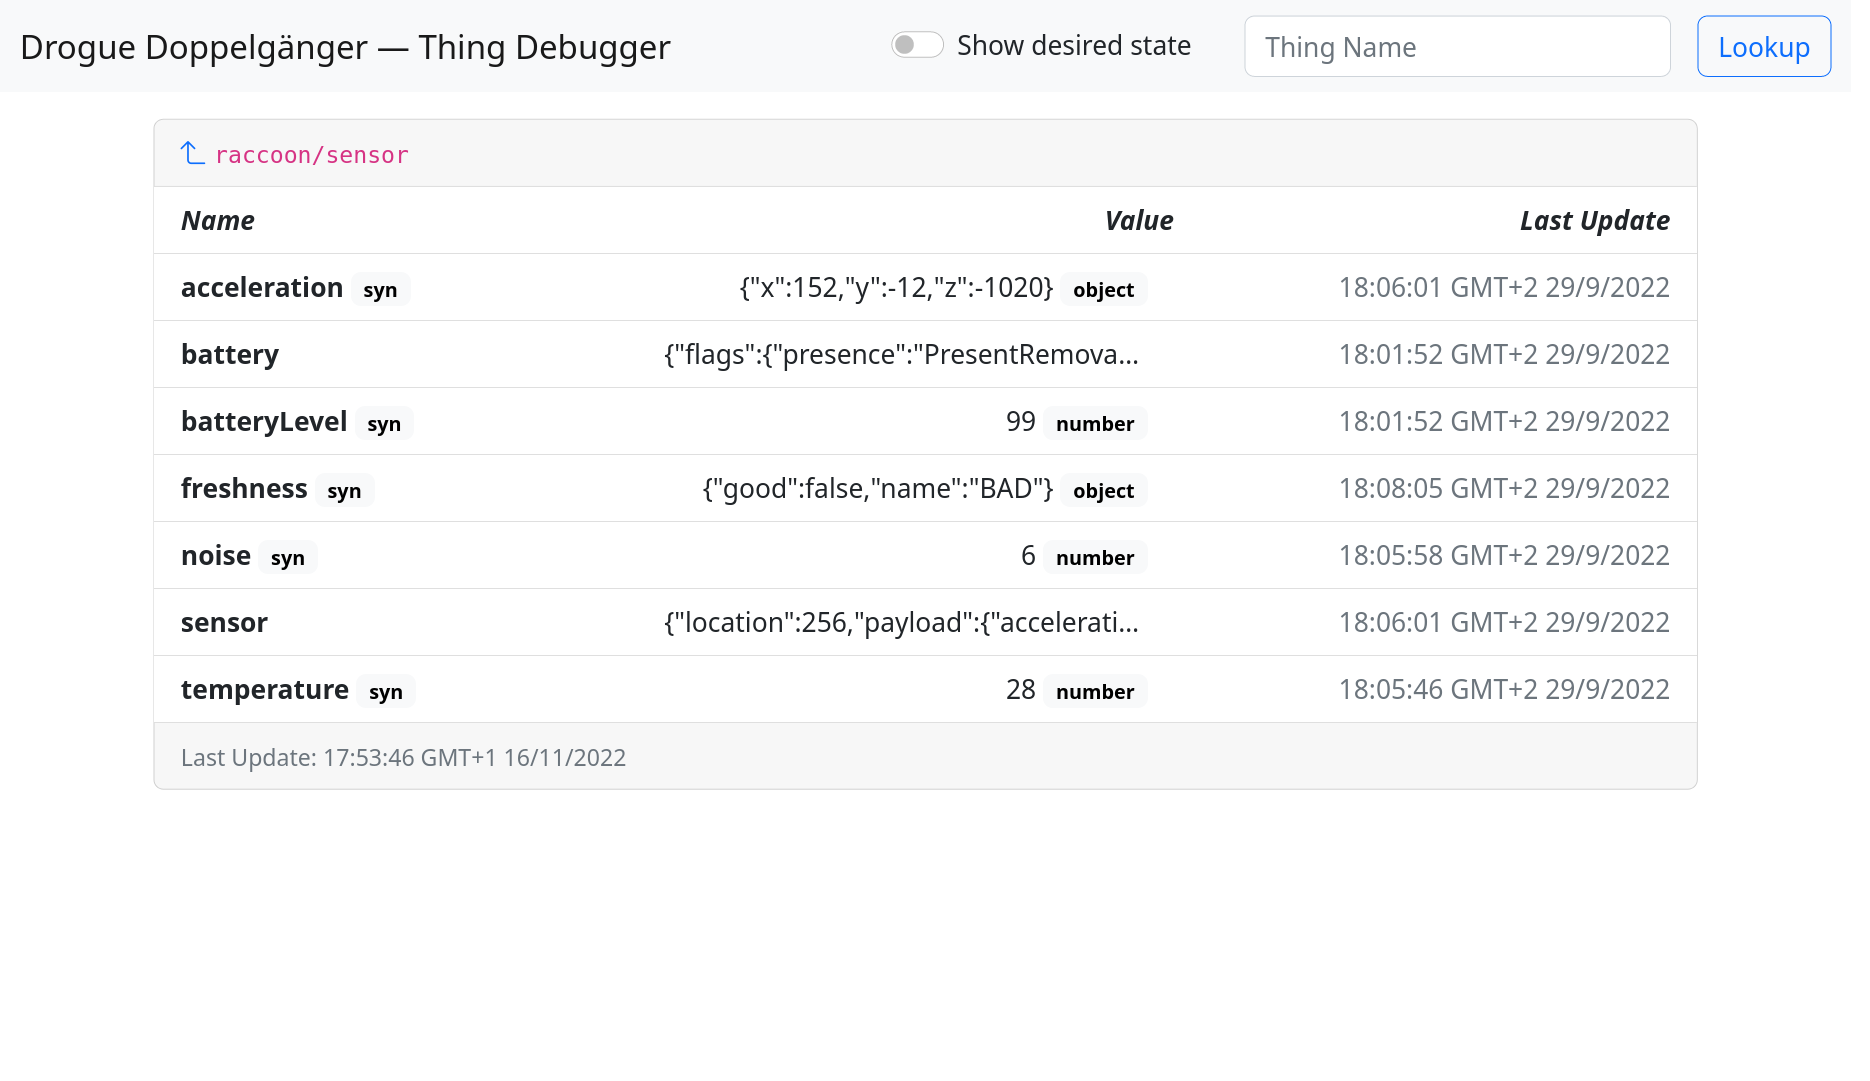 Drogue Doppelgänger — Thing Debugger Show desired state Thing Name Lookup
raccoon/sensor
Name Value Last Update
acceleration syn {"x":152,"y":-12,"z":-1020} object 18:06:01 GMT+2 29/9/2022
battery {"flags":{"presence":"PresentRemova... 18:01:52 GMT+2 29/9/2022
batteryLevel syn 99 number 18:01:52 GMT+2 29/9/2022
freshness syn {"good":false,"name":"BAD"} object 18:08:05 GMT+2 29/9/2022
noise syn 6 number 18:05:58 GMT+2 29/9/2022
sensor {"location":256,"payload":{"accelerati... 18:06:01 GMT+2 29/9/2022
temperature syn 28 number 18:05:46 GMT+2 29/9/2022
Last Update: 17:53:46 GMT+1 16/11/2022